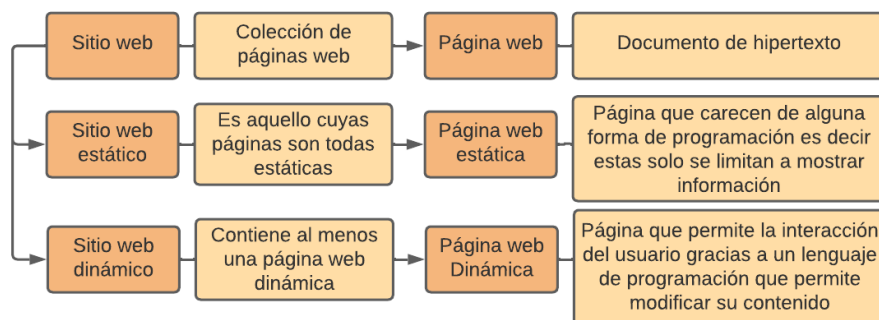 Sitio web
Colección de
páginas web
Página web
Documento de hipertexto
Sitio web
estático
Es aquello cuyas
páginas son todas
estáticas
Página web
estática
Página que carecen de alguna
forma de programación es decir
estas solo se limitan a mostrar
información
Sitio web
dinámico
Contiene al menos
una página web
dinámica
Página web
Dinámica
Página que permite la interacción
del usuario gracias a un lenguaje
de programación que permite
modificar su contenido